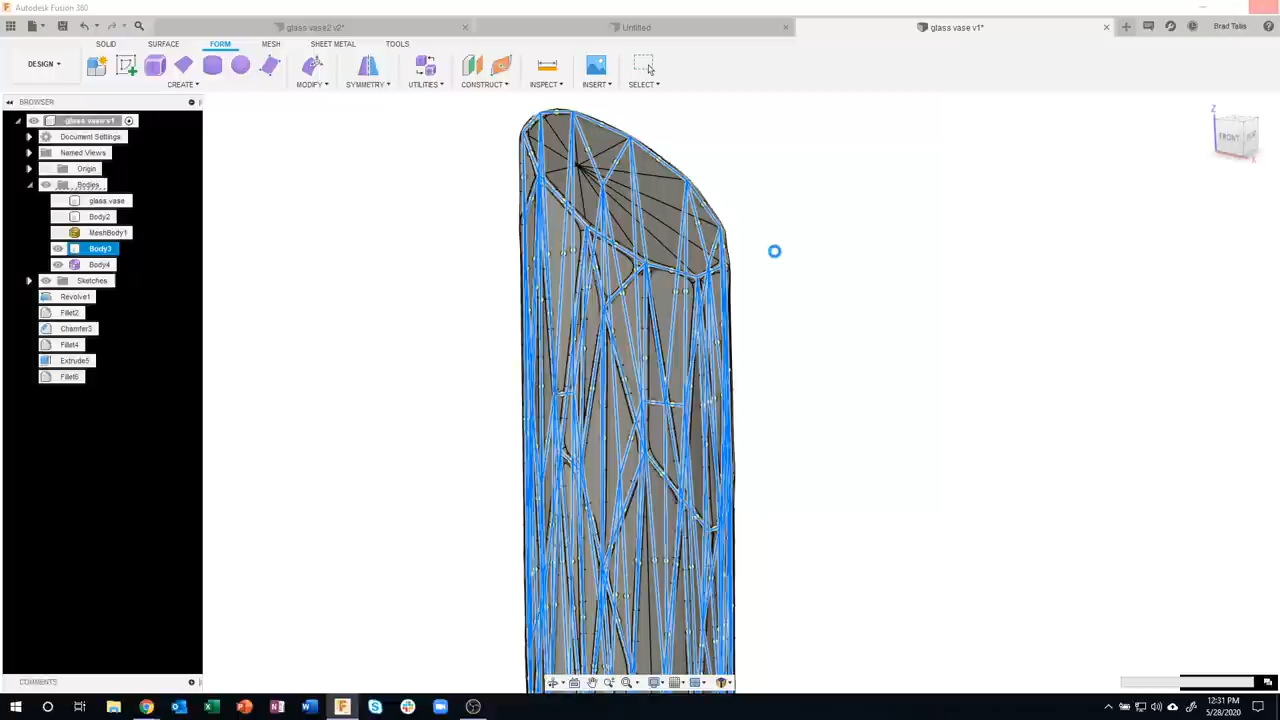 Autodesk Fusion 360
glass vase2 v2*
Untitled
glass vase v1*
Brad Tallis
SOLID
SURFACE
FORM
MESH
SHEET METAL
TOOLS
DESIGN
CREATE
MODIFY
SYMMETRY
UTILITIES
CONSTRUCT
INSPECT
INSERT
SELECT
BROWSER
glass vase v1
Document Settings
Named Views
Origin
Bodies
glass vase
Body2
MeshBody1
Body3
Body4
Sketches
Revolve1
Fillet2
Chamfer3
Fillet4
Extrude5
Fillet6
Z
FRONT
X
COMMENTS
12:31 PM
5/28/2020